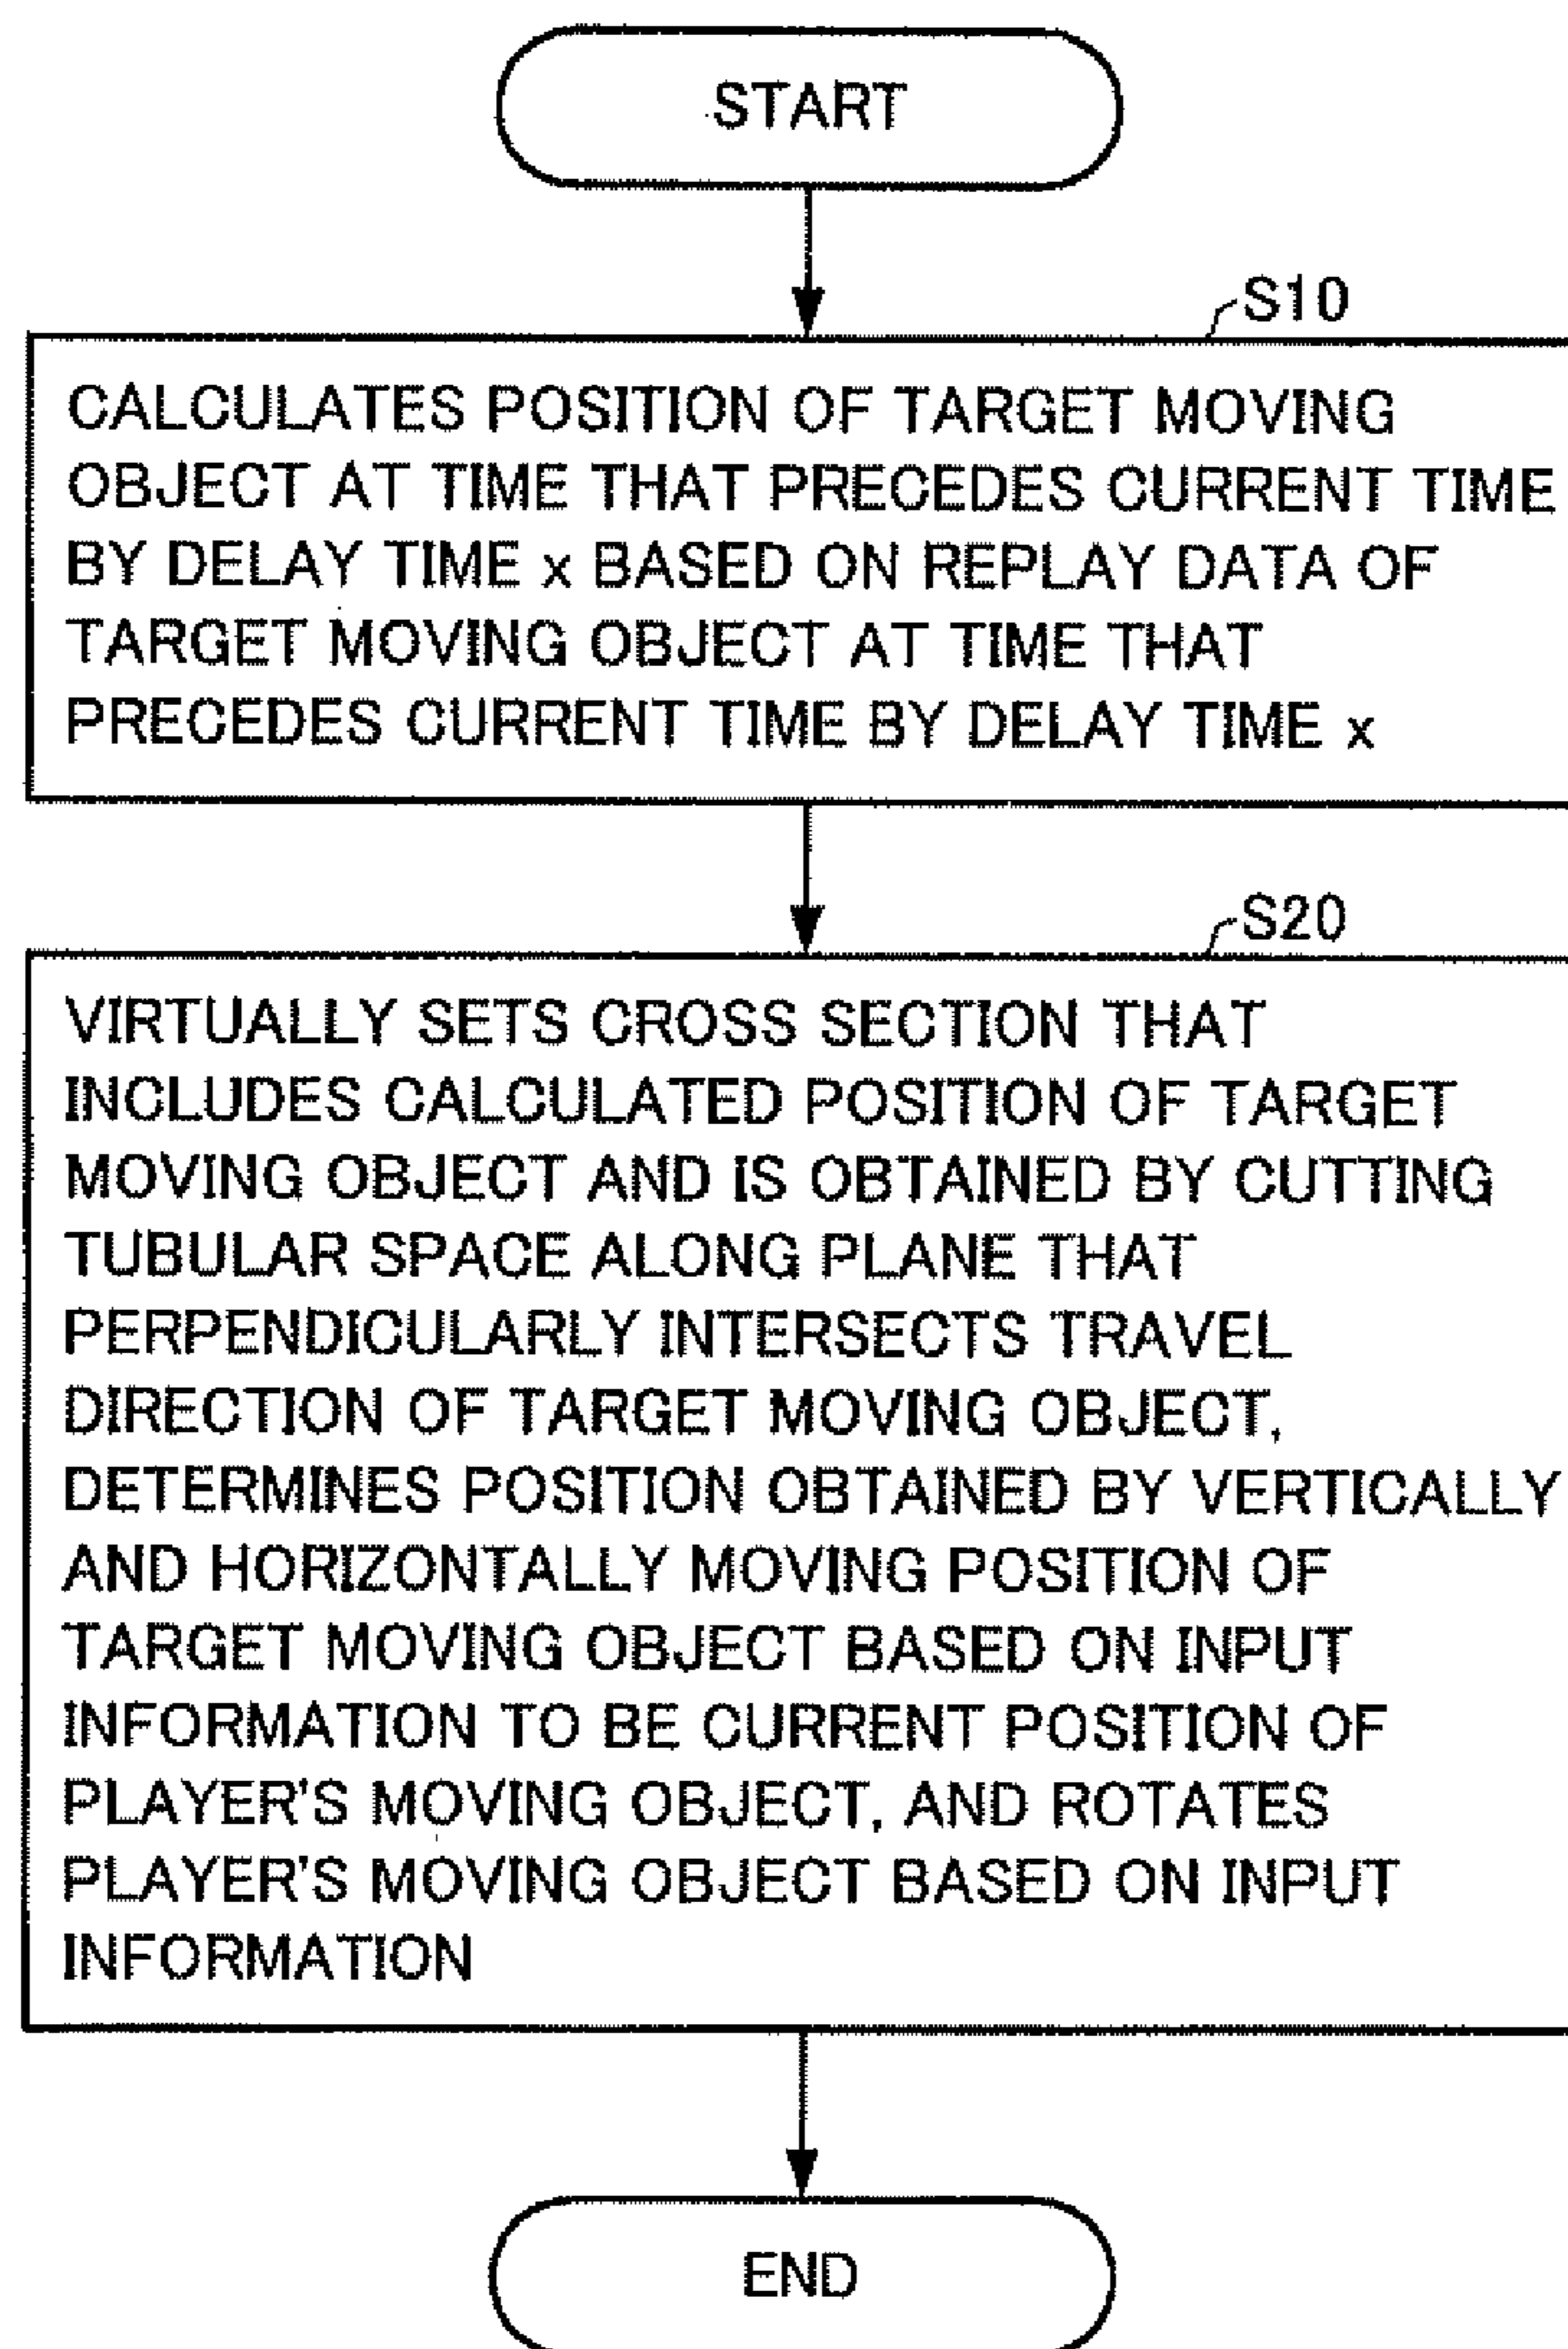 START
S10
CALCULATES POSITION OF TARGET MOVING
OBJECT AT TIME THAT PRECEDES CURRENT TIME
BY DELAY TIME x BASED ON REPLAY DATA OF
TARGET MOVING OBJECT AT TIME THAT
PRECEDES CURRENT TIME BY DELAY TIME x
S20
VIRTUALLY SETS CROSS SECTION THAT
INCLUDES CALCULATED POSITION OF TARGET
MOVING OBJECT AND IS OBTAINED BY CUTTING
TUBULAR SPACE ALONG PLANE THAT
PERPENDICULARLY INTERSECTS TRAVEL
DIRECTION OF TARGET MOVING OBJECT,
DETERMINES POSITION OBTAINED BY VERTICALLY
AND HORIZONTALLY MOVING POSITION OF
TARGET MOVING OBJECT BASED ON INPUT
INFORMATION TO BE CURRENT POSITION OF
PLAYER'S MOVING OBJECT, AND ROTATES
PLAYER'S MOVING OBJECT BASED ON INPUT
INFORMATION
END